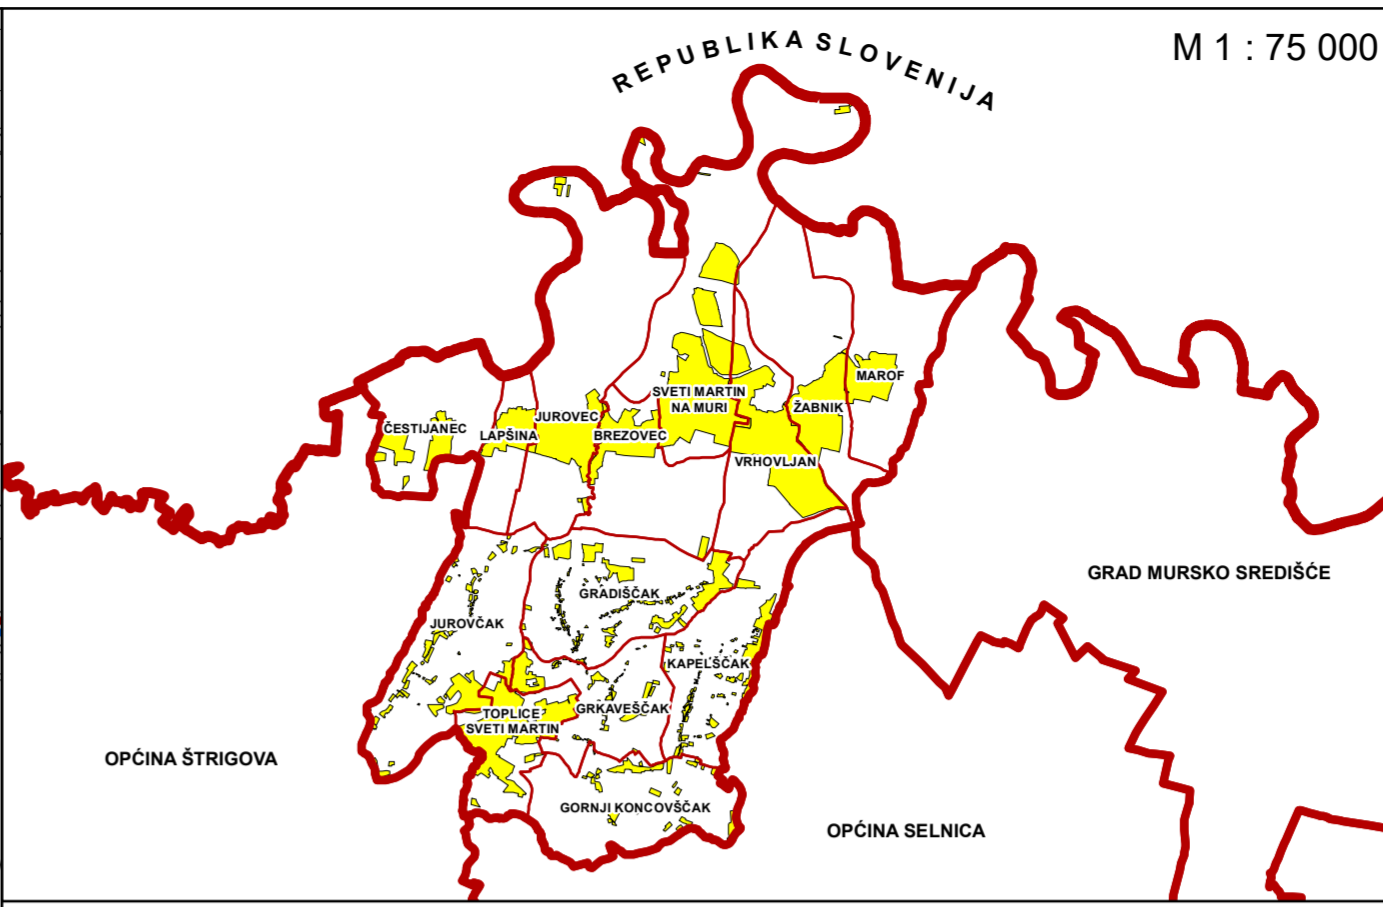 M 1 : 75 000
REPUBLIKA SLOVENIJA
MAROF
SVETI MARTIN
NA MURI
ŽABNIK
JUROVEC
ČESTIJANEC
LAPŠINA
BREZOVEC
VRHOVLJAN
GRAD MURSKO SREDIŠĆE
GRADIŠČAK
JUROVČAK
KAPELŠČAK
GRKAVEŠČAK
TOPLICE
SVETI MARTIN
OPĆINA ŠTRIGOVA
GORNJI KONCOVŠČAK
OPĆINA SELNICA